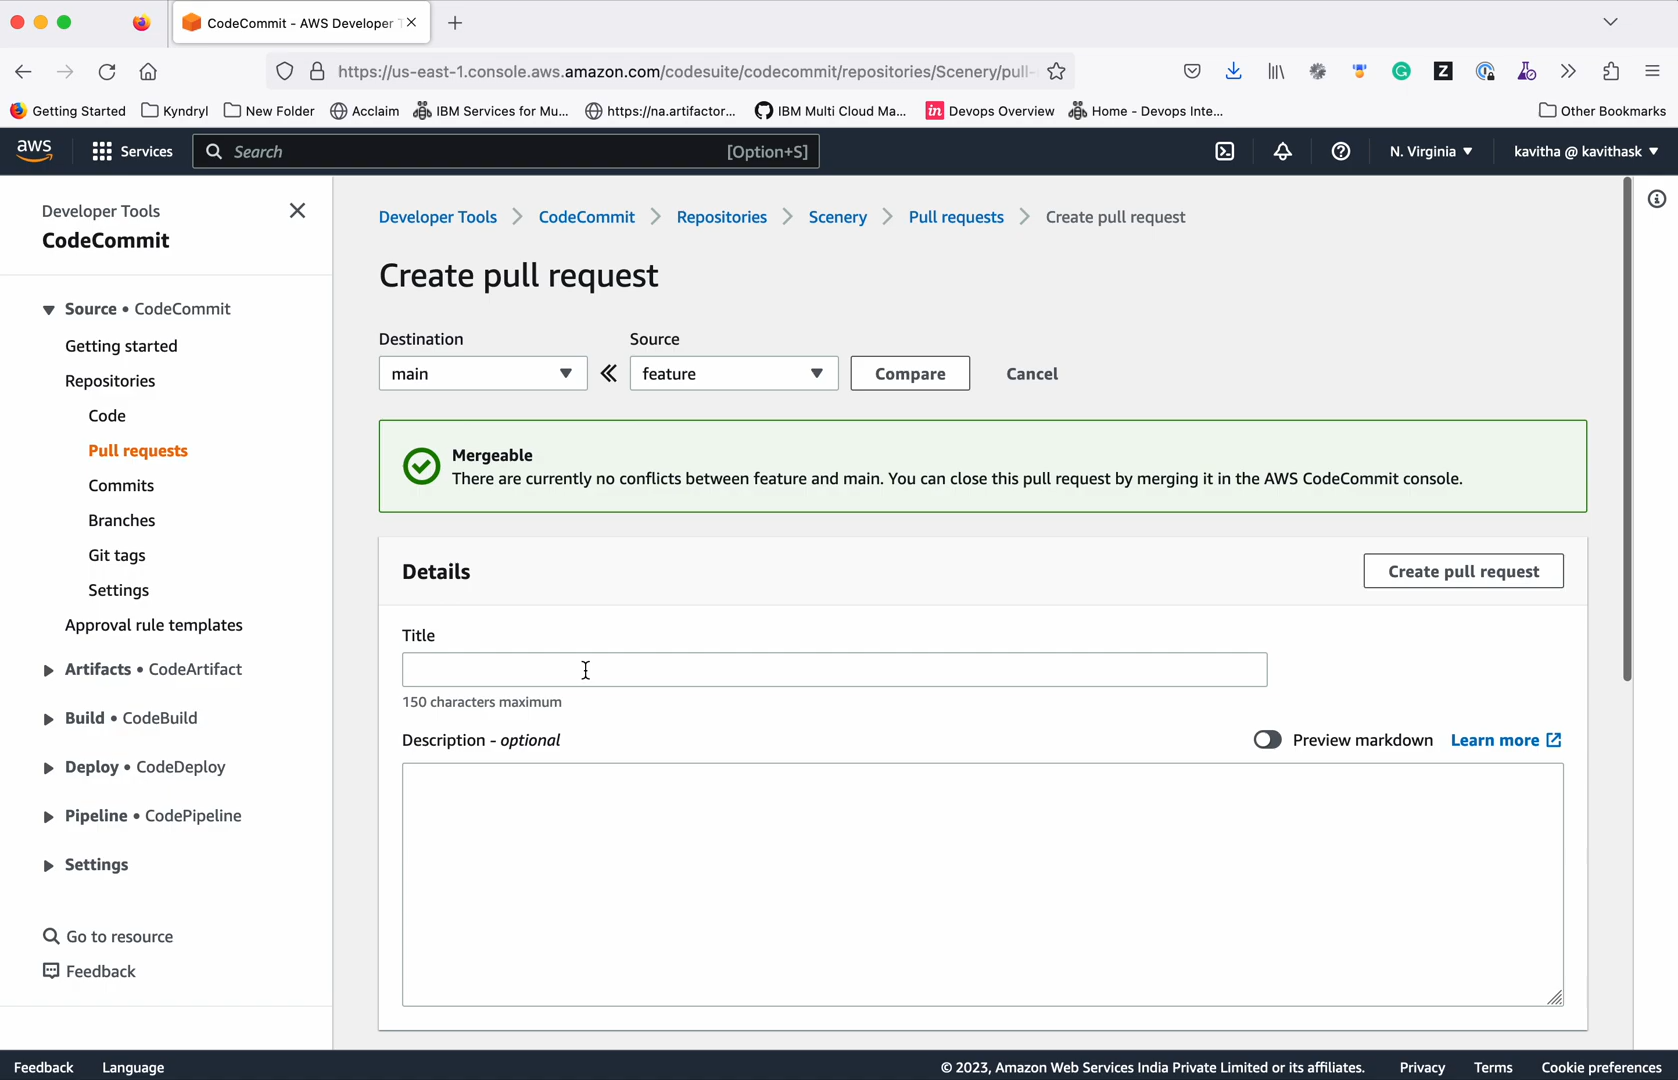 CodeCommit - AWS Developer T
https://us-east-1.console.aws.amazon.com/codesuite/codecommit/repositories/Scenery/pull-
Getting Started Kyndryl New Folder Acclaim IBM Services for Mu... https://na.artifactor... IBM Multi Cloud Ma... in Devops Overview Home - Devops Inte... Other Bookmarks
aws Services Search [Option+S] N. Virginia kavitha @ kavithask
Developer Tools
CodeCommit
Source • CodeCommit
Getting started
Repositories
Code
Pull requests
Commits
Branches
Git tags
Settings
Approval rule templates
Artifacts • CodeArtifact
Build • CodeBuild
Deploy • CodeDeploy
Pipeline • CodePipeline
Settings
Go to resource
Feedback
Developer Tools CodeCommit Repositories Scenery Pull requests Create pull request
Create pull request
Destination Source
main feature Compare Cancel
Mergeable
There are currently no conflicts between feature and main. You can close this pull request by merging it in the AWS CodeCommit console.
Details Create pull request
Title
150 characters maximum
Description - optional Preview markdown Learn more
Feedback Language © 2023, Amazon Web Services India Private Limited or its affiliates. Privacy Terms Cookie preferences